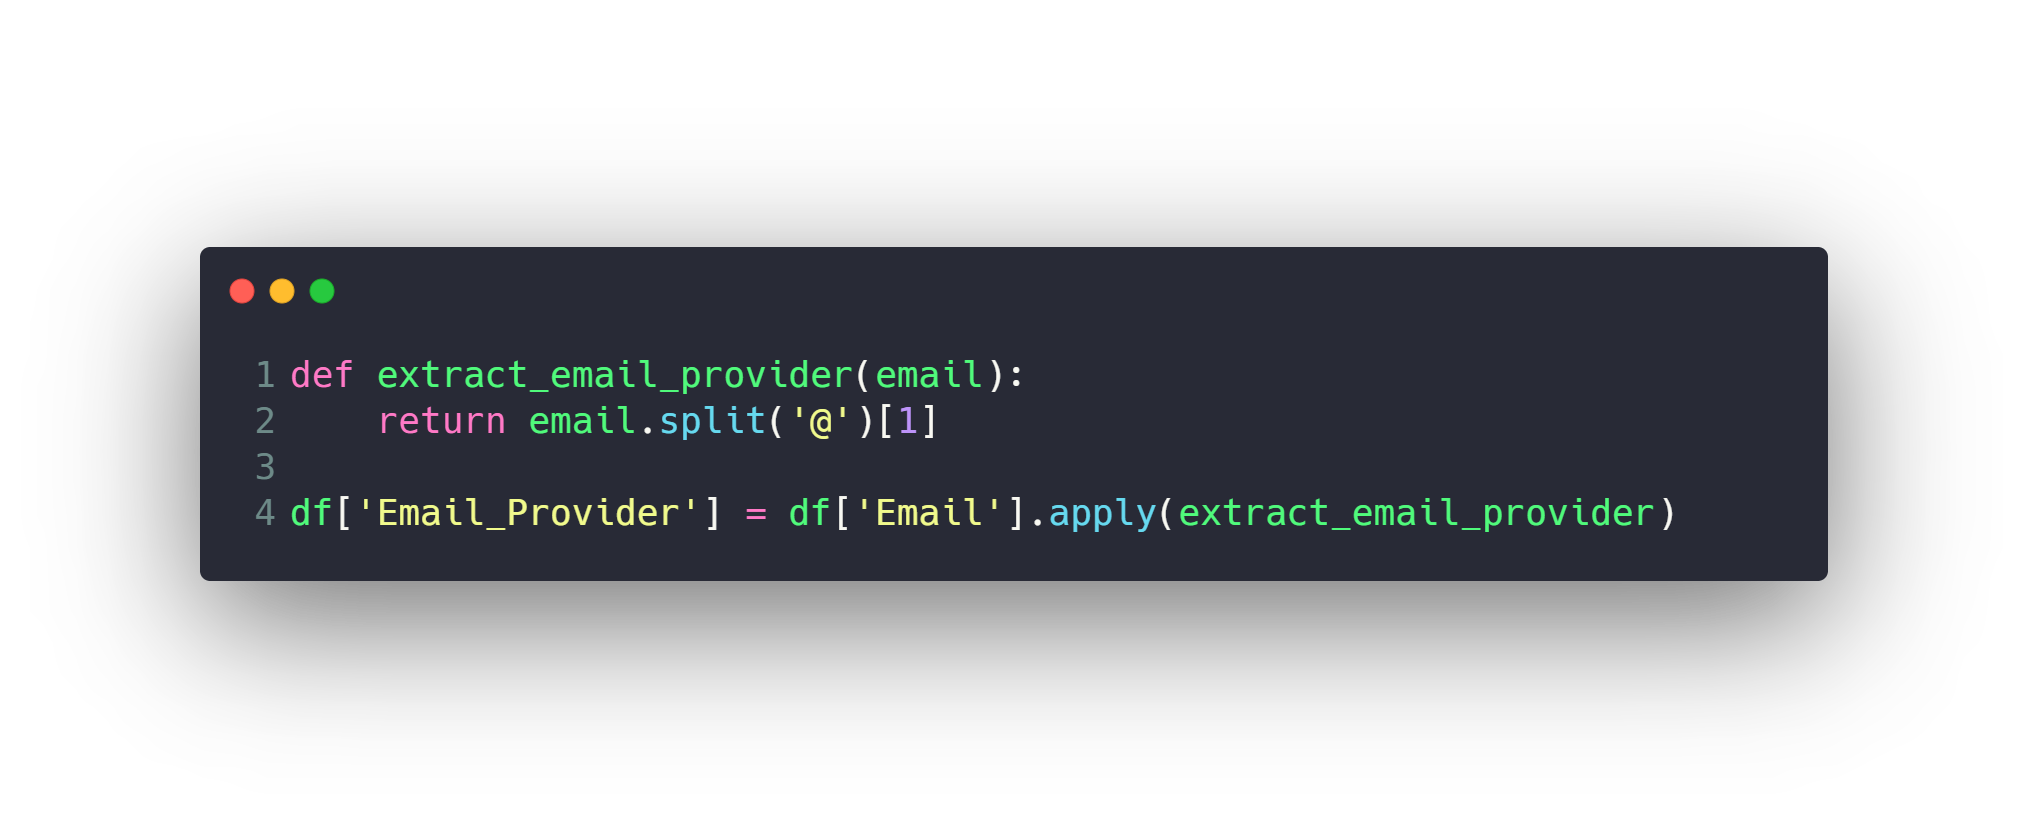 1 def extract_email_provider(email):
2     return email.split('@')[1]
3
4 df['Email_Provider'] = df['Email'].apply(extract_email_provider)